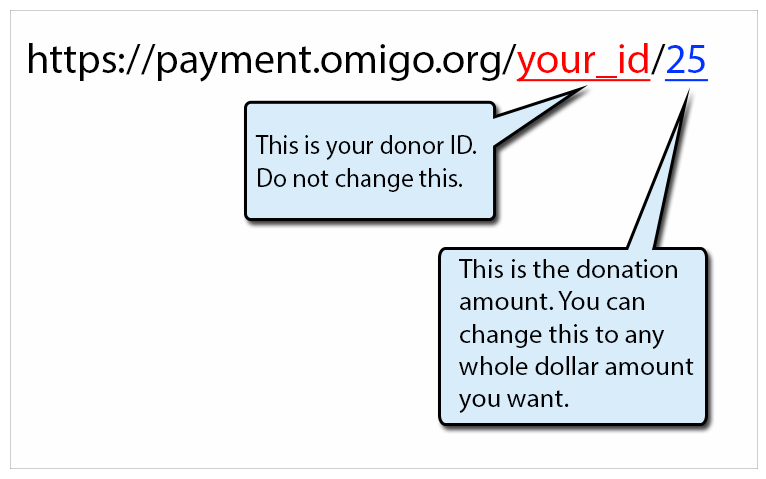 https://payment.omigo.org/your_id/25
This is your donor ID.
Do not change this.
This is the donation
amount. You can
change this to any
whole dollar amount
you want.